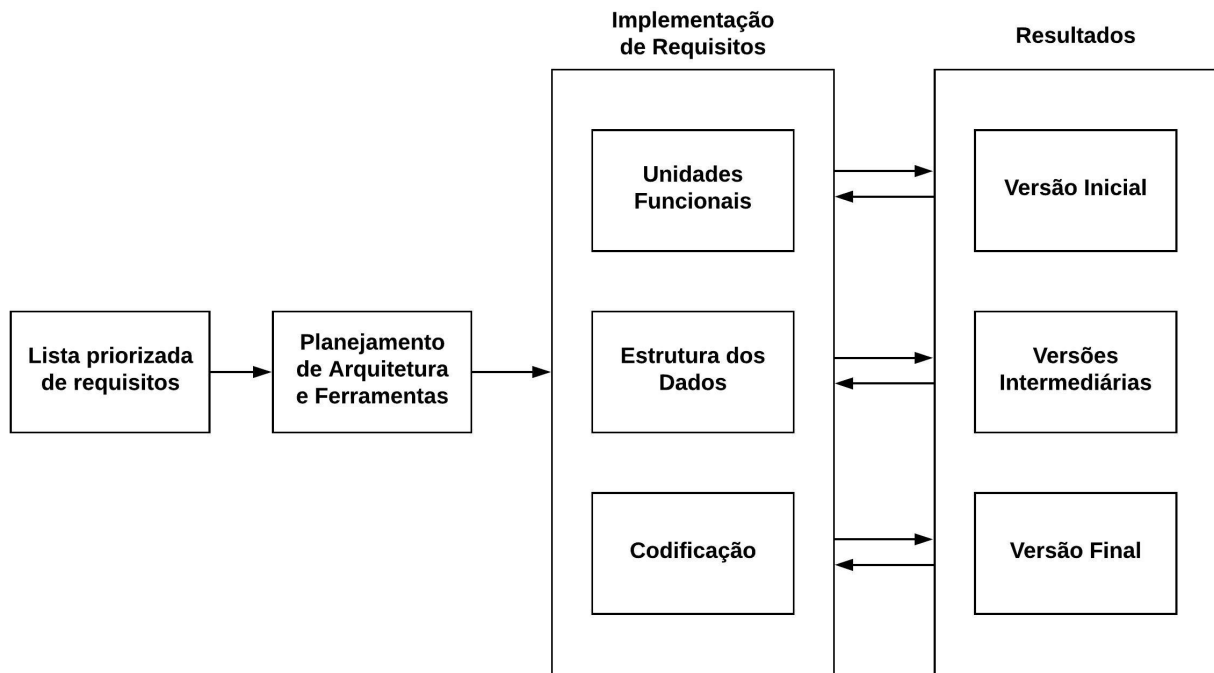 Implementação
de Requisitos
Resultados
Unidades
Funcionais
Versão Inicial
Lista priorizada
de requisitos
Planejamento
de Arquitetura
e Ferramentas
Estrutura dos
Dados
Versões
Intermediárias
Codificação
Versão Final